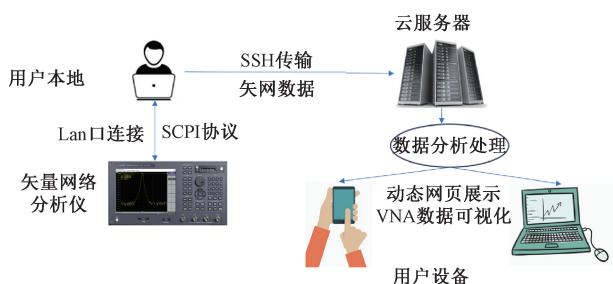 云服务器
SSH传输
用户本地
矢网数据
Lan口连接
SCPI协议
数据分析处理
矢量网络
分析仪
动态网页展示
VNA数据可视化
用户设备